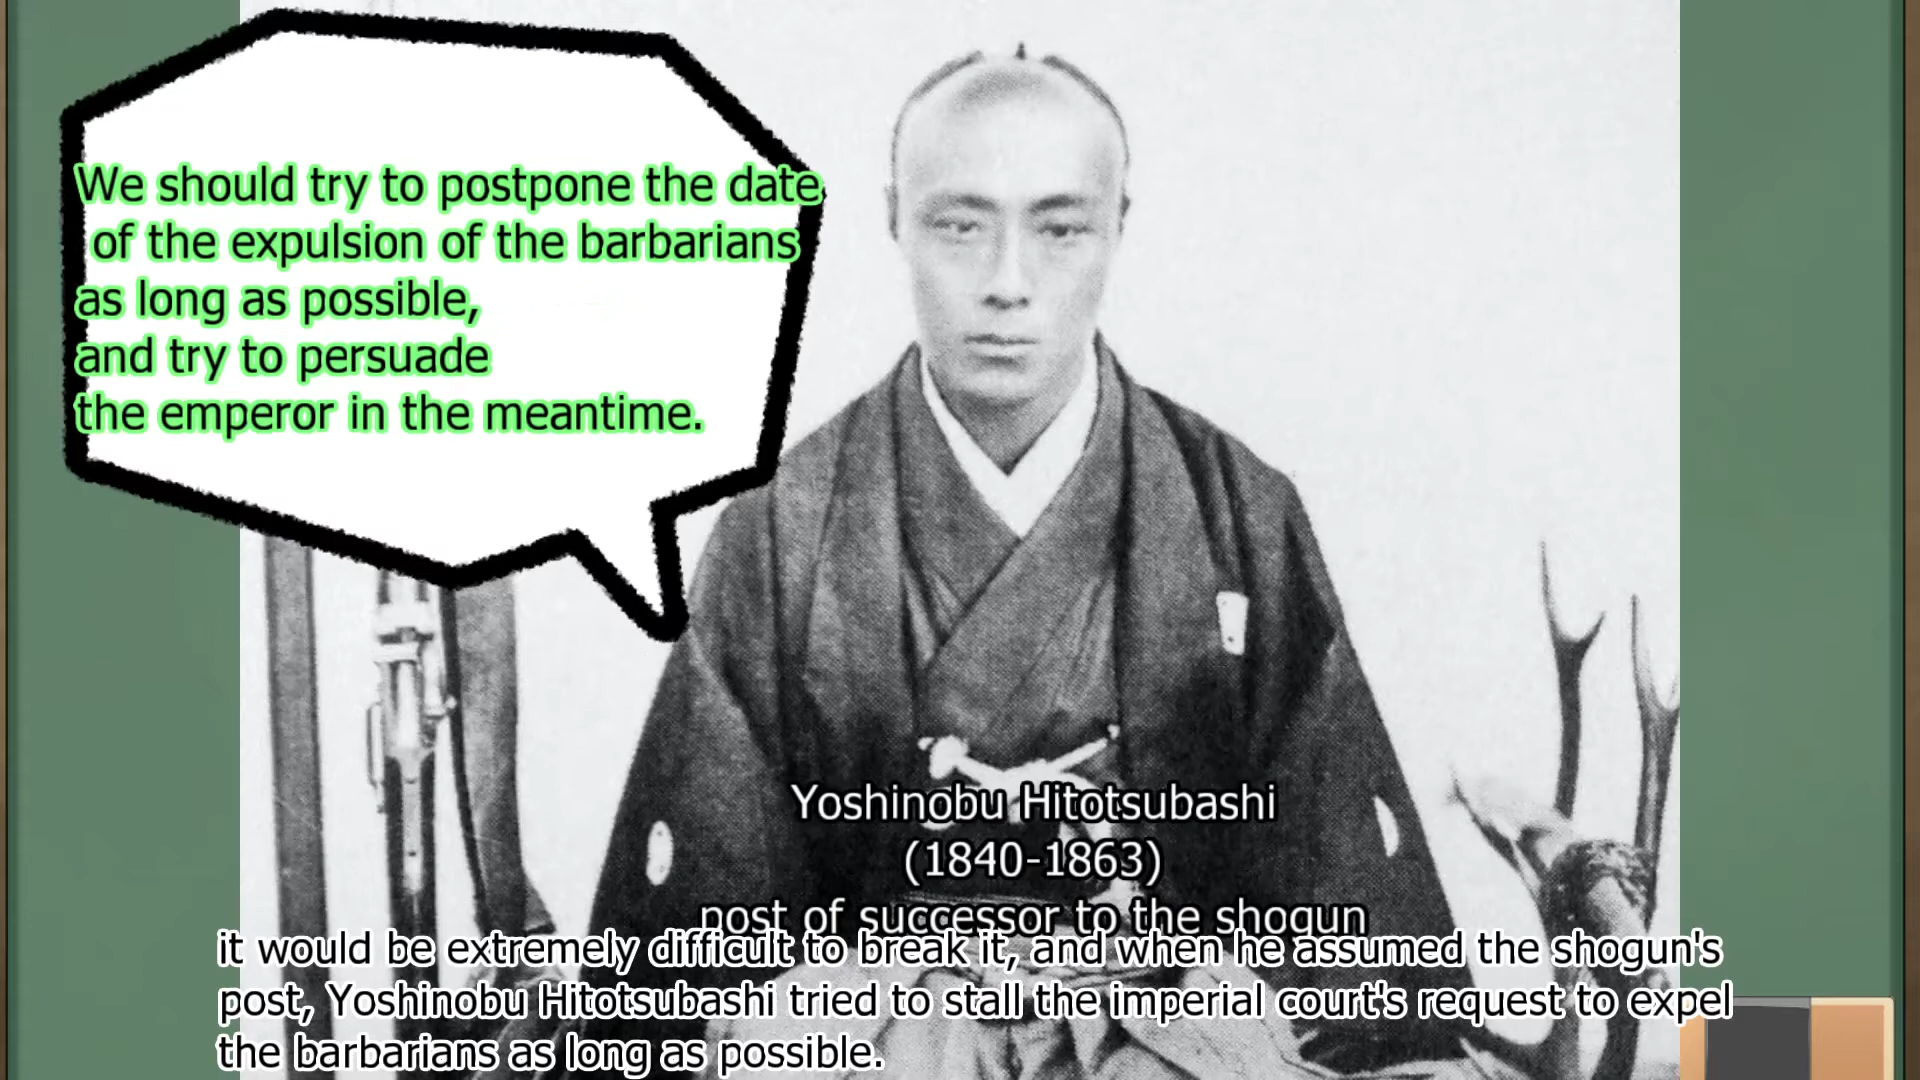 We should try to postpone the date
of the expulsion of the barbarians
as long as possible,
and try to persuade
the emperor in the meantime.
Yoshinobu Hitotsubashi
(1840-1863)
post of successor to the shogun
it would be extremely difficult to break it, and when he assumed the shogun's
post, Yoshinobu Hitotsubashi tried to stall the imperial court's request to expel
the barbarians as long as possible.